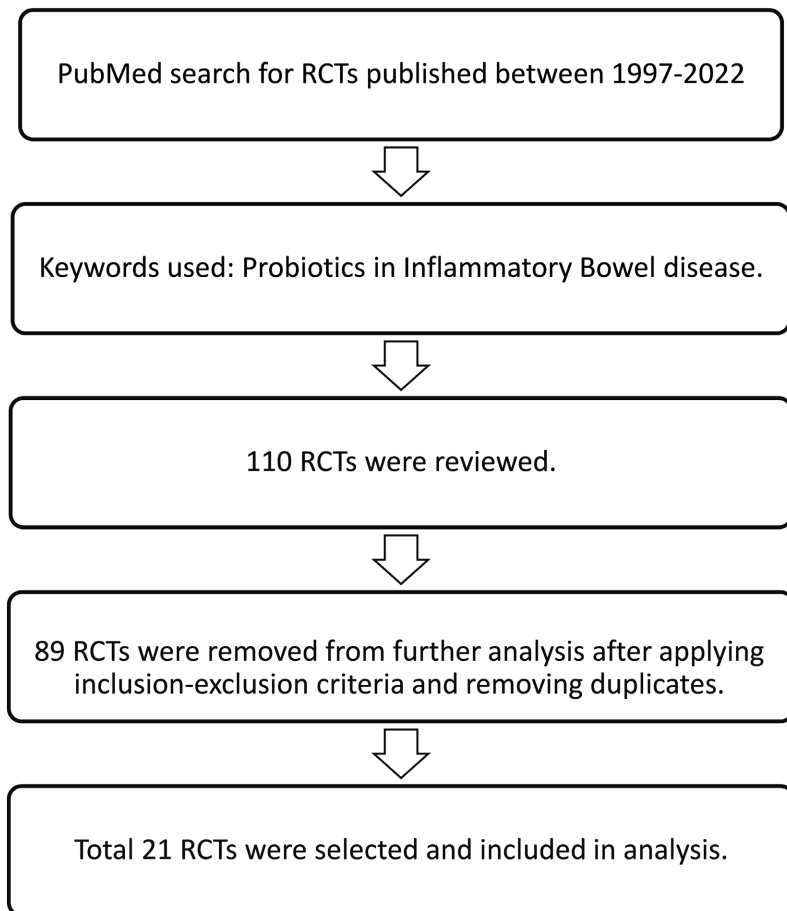 PubMed search for RCTs published between 1997-2022
Keywords used: Probiotics in Inflammatory Bowel disease.
110 RCTs were reviewed.
89 RCTs were removed from further analysis after applying
inclusion-exclusion criteria and removing duplicates.
Total 21 RCTs were selected and included in analysis.